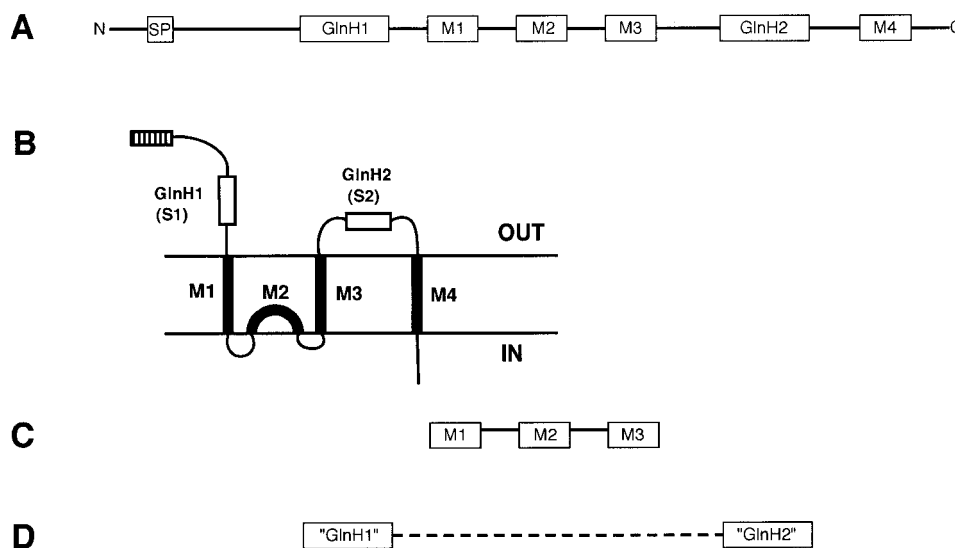 A
N SP GlnH1 M1 M2 M3 GlnH2 M4 C
B
GlnH1
(S1)
GlnH2
(S2)
OUT
M1 M2 M3 M4
IN
C
M1 M2 M3
D
"GlnH1" "GlnH2"